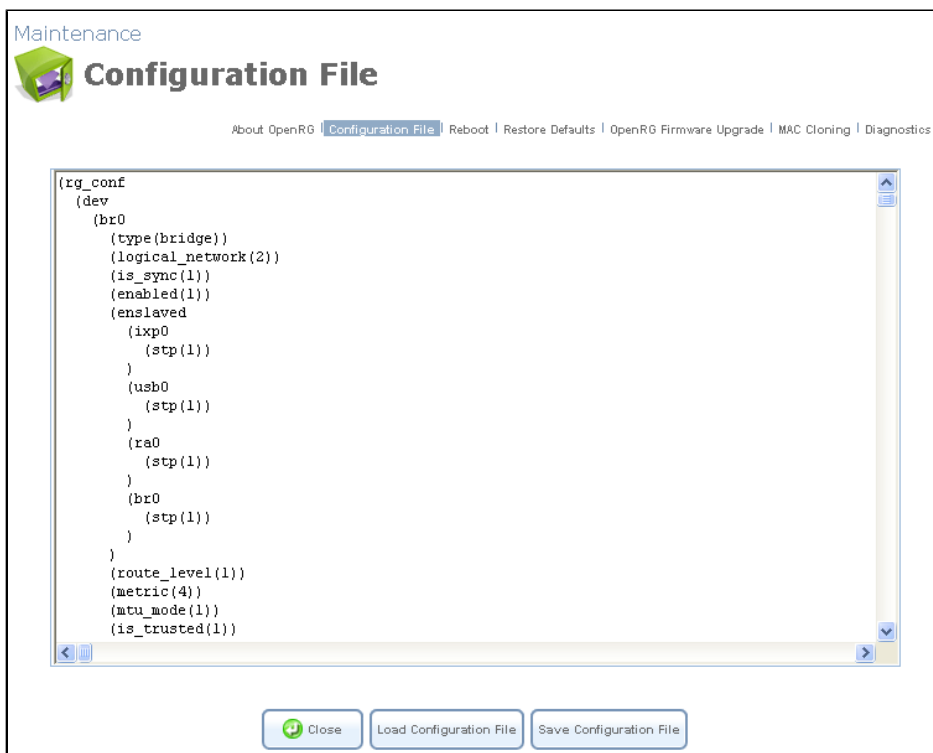 Maintenance
Configuration File
About OpenRG | Configuration File | Reboot | Restore Defaults | OpenRG Firmware Upgrade | MAC Cloning | Diagnostics
(rg_conf
(dev
(br0
(type(bridge))
(logical_network(2))
(is_sync(1))
(enabled(1))
(enslaved
(ixp0
(stp(1))
)
(usb0
(stp(1))
)
(ra0
(stp(1))
)
(br0
(stp(1))
)
)
(route_level(1))
(metric(4))
(mtu_mode(1))
(is_trusted(1))
Close Load Configuration File Save Configuration File